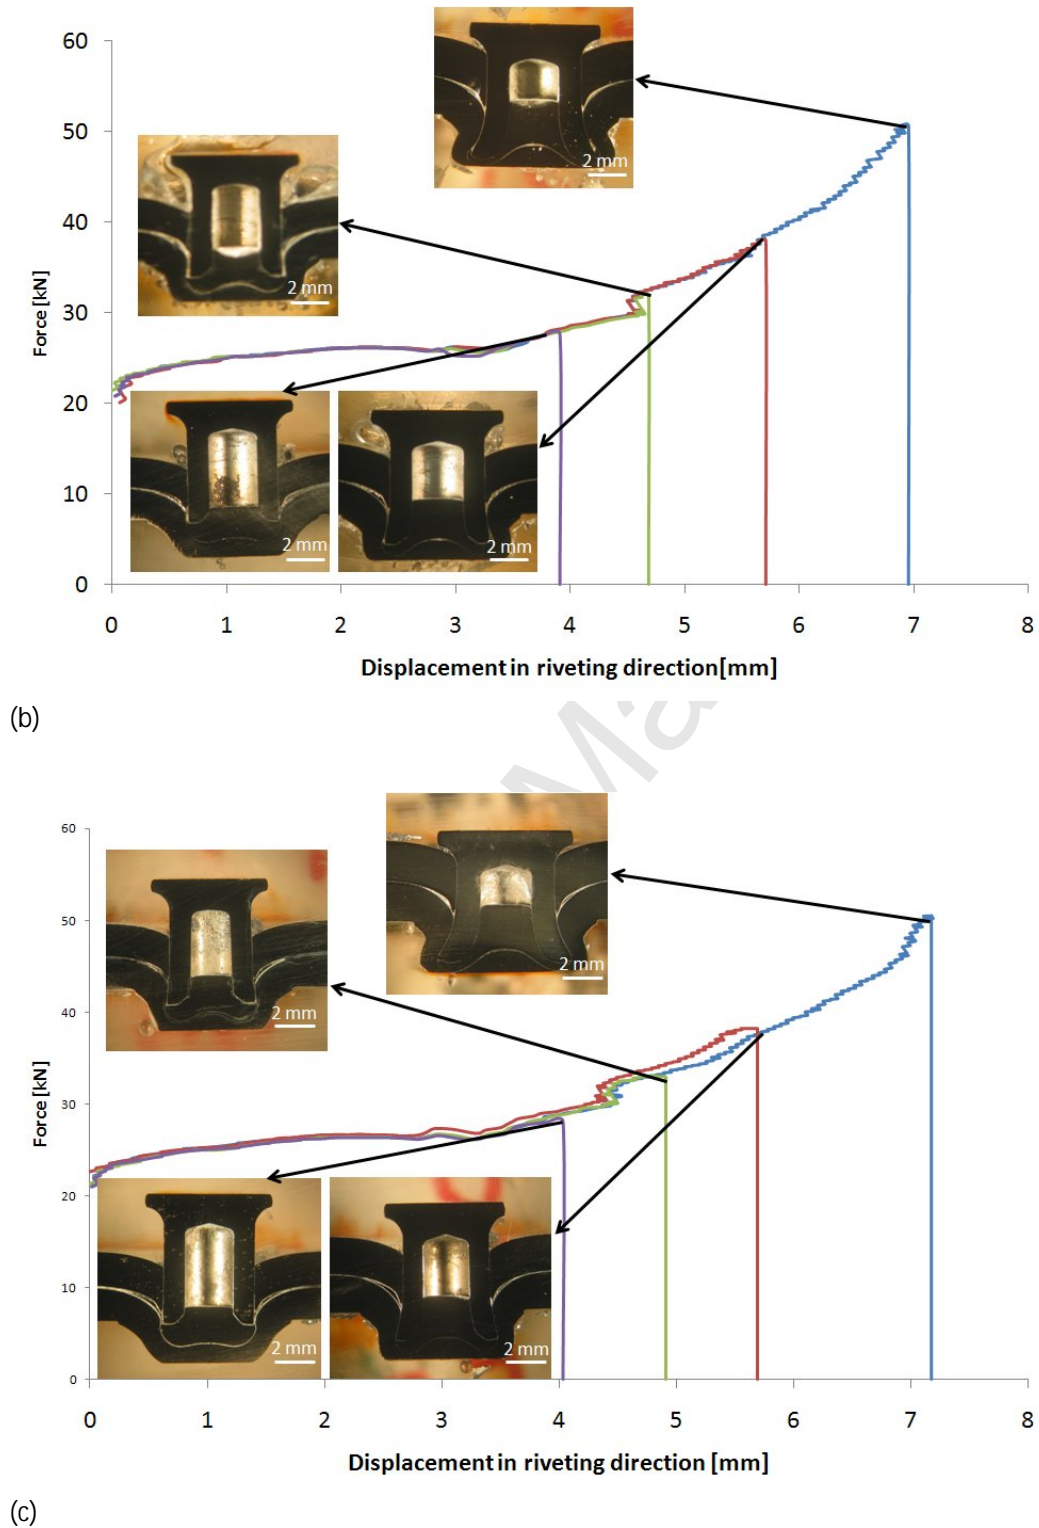 60
50
40
30
20
10
0
Force [kN]
2 mm
2 mm
2 mm
2 mm
0 1 2 3 4 5 6 7 8
Displacement in riveting direction[mm]
(b)
Ma
60
50
40
30
20
10
0
Force [kN]
2 mm
2 mm
2 mm
2 mm
0 1 2 3 4 5 6 7 8
Displacement in riveting direction [mm]
(c)